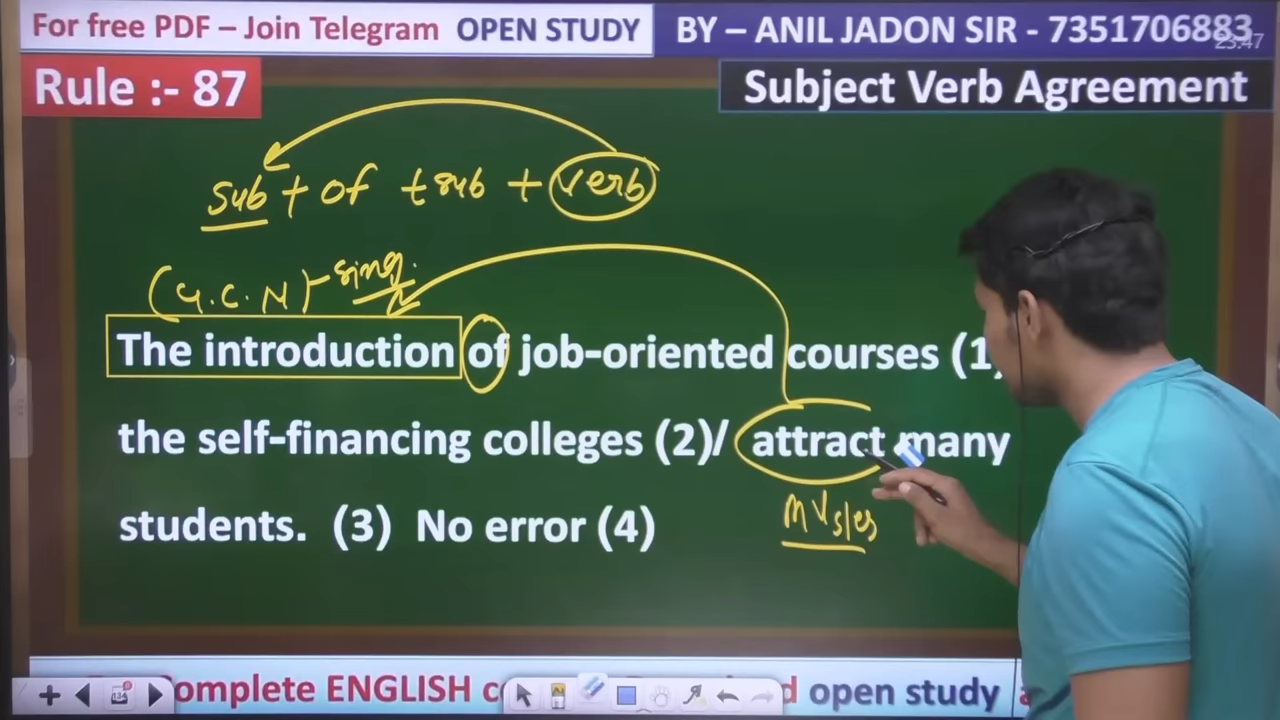 For free PDF – Join Telegram OPEN STUDY BY – ANIL JADON SIR - 7351706883
23:47
Rule :- 87
Subject Verb Agreement
sub + of + sub + verb
(U.C.N) - sing.
The introduction of job-oriented courses (1)
the self-financing colleges (2)/ attract many
MV s/es
students. (3) No error (4)
Complete ENGLISH open study